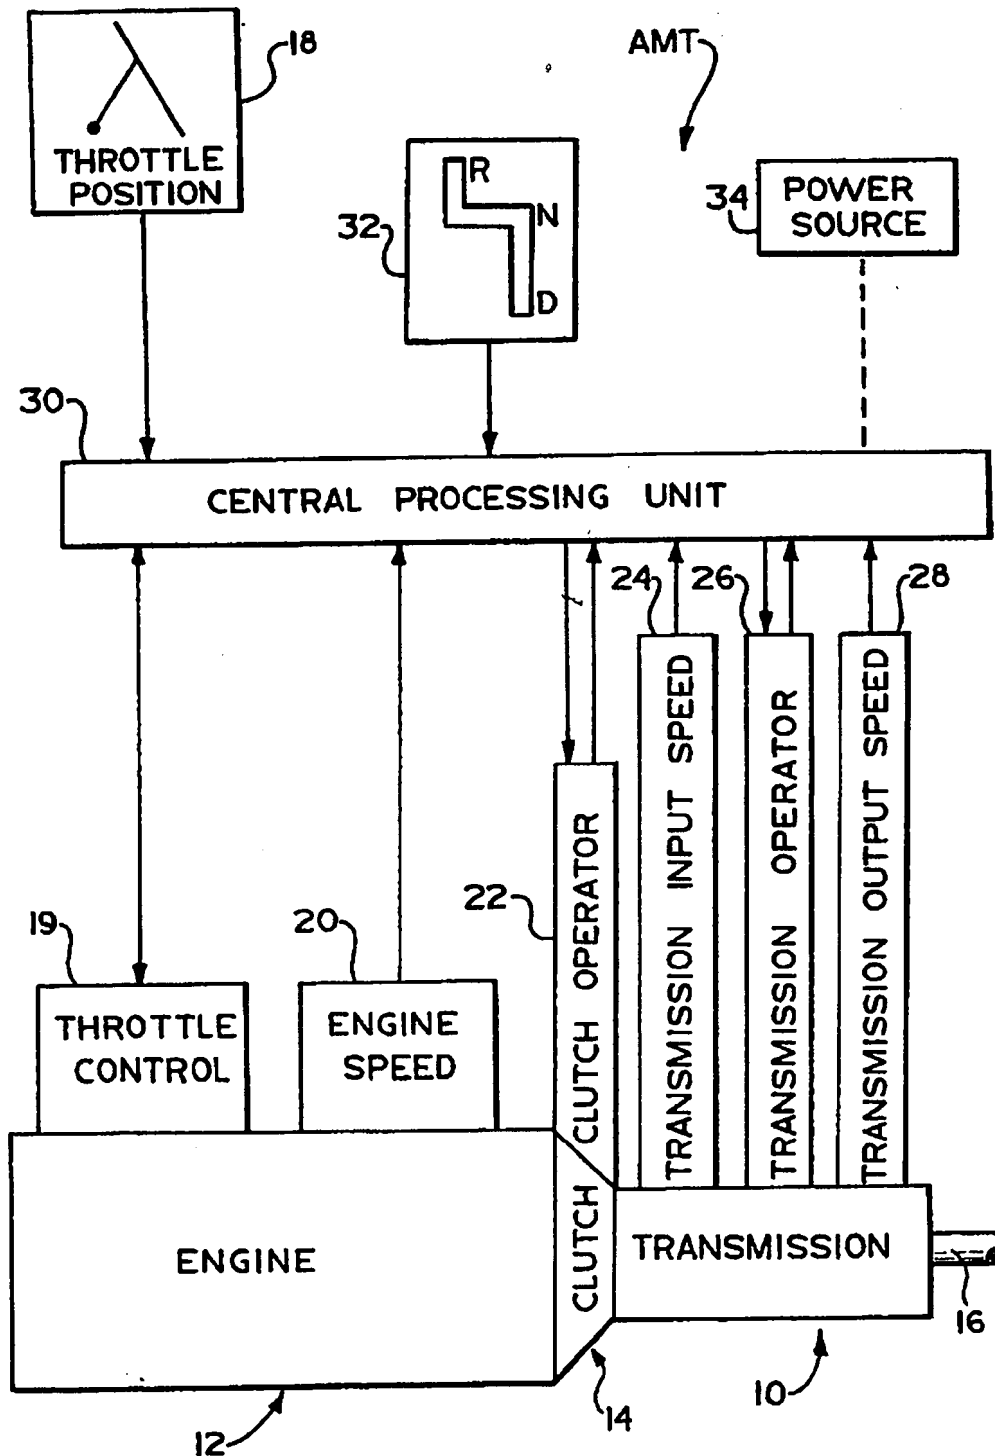 18
AMT
THROTTLE
POSITION
R
N
D
32
34
POWER
SOURCE
30
CENTRAL PROCESSING UNIT
24
26
28
19
20
22
THROTTLE
CONTROL
ENGINE
SPEED
CLUTCH OPERATOR
TRANSMISSION INPUT SPEED
TRANSMISSION OPERATOR
TRANSMISSION OUTPUT SPEED
ENGINE
CLUTCH
TRANSMISSION
16
12
14
10